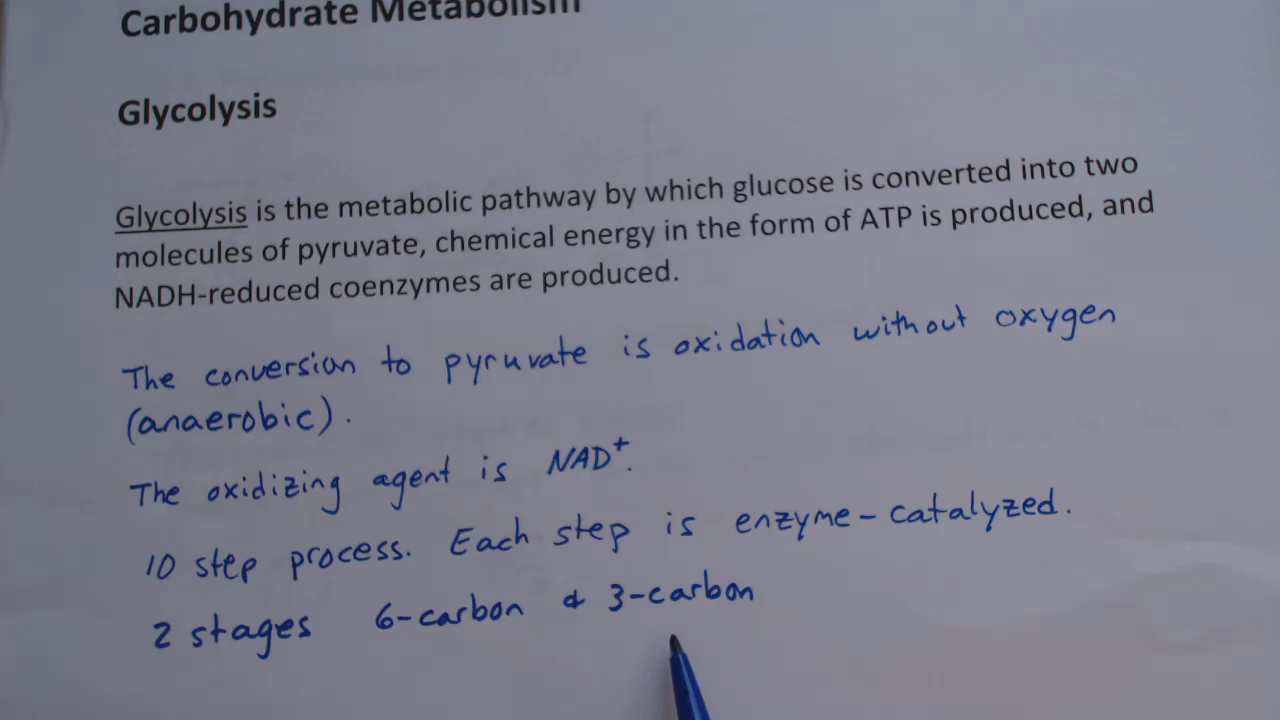 Carbohydrate Metabolism
Glycolysis
Glycolysis is the metabolic pathway by which glucose is converted into two
molecules of pyruvate, chemical energy in the form of ATP is produced, and
NADH-reduced coenzymes are produced.
The conversion to pyruvate is oxidation without oxygen
(anaerobic).
The oxidizing agent is NAD⁺.
10 step process. Each step is enzyme-catalyzed.
2 stages 6-carbon & 3-carbon